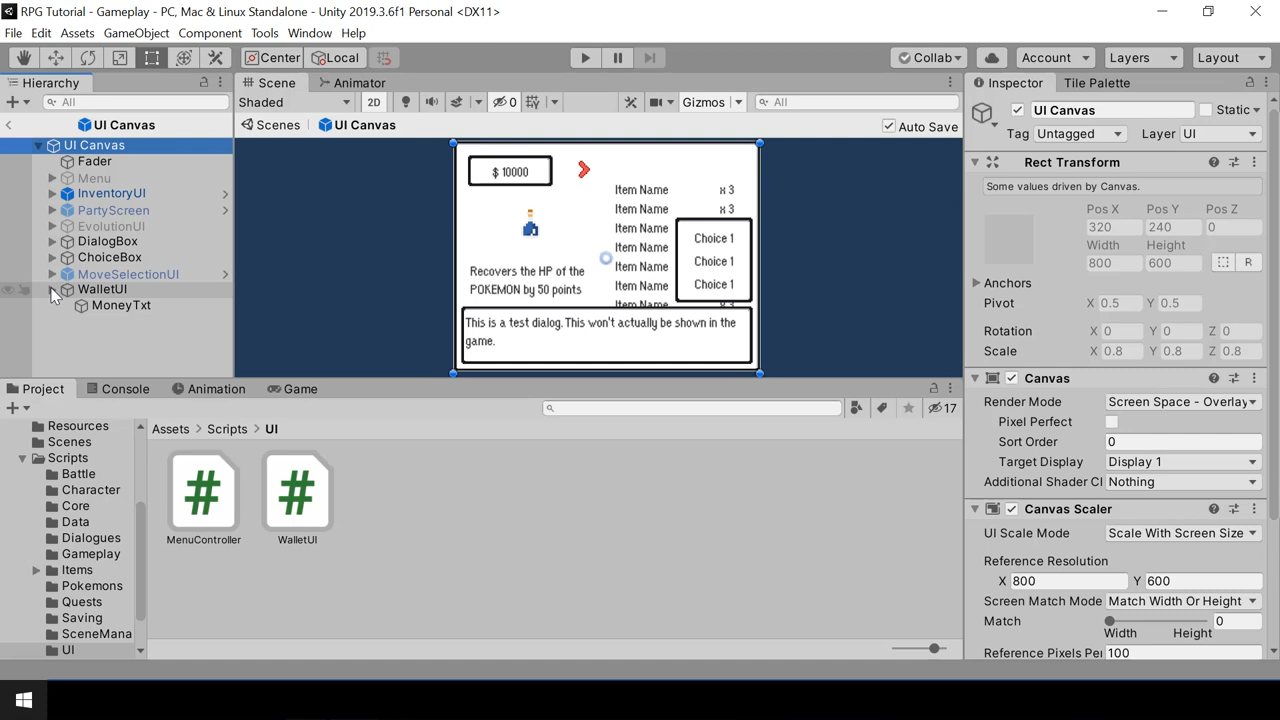 RPG Tutorial - Gameplay - PC, Mac & Linux Standalone - Unity 2019.3.6f1 Personal <DX11>
File Edit Assets GameObject Component Tools Window Help
Center Local Collab Account Layers Layout
Hierarchy Scene Animator Inspector Tile Palette
All Shaded 2D 0 Gizmos All UI Canvas Static
UI Canvas Scenes UI Canvas Auto Save Tag Untagged Layer UI
UI Canvas
Fader
Menu
InventoryUI
PartyScreen
EvolutionUI
DialogBox
ChoiceBox
MoveSelectionUI
WalletUI
MoneyTxt
$ 10000
Item Name x 3
Item Name x 3
Item Name
Item Name
Item Name
Item Name
Item Name x 3
Choice 1
Choice 1
Choice 1
Recovers the HP of the
POKEMON by 50 points
This is a test dialog. This won't actually be shown in the
game.
Rect Transform
Some values driven by Canvas.
Pos X Pos Y Pos Z
320 240 0
Width Height
800 600 R
Anchors
Pivot X 0.5 Y 0.5
Rotation X 0 Y 0 Z 0
Scale X 0.8 Y 0.8 Z 0.8
Canvas
Render Mode Screen Space - Overlay
Pixel Perfect
Sort Order 0
Target Display Display 1
Additional Shader Cl Nothing
Canvas Scaler
UI Scale Mode Scale With Screen Size
Reference Resolution
X 800 Y 600
Screen Match Mode Match Width Or Height
Match 0
Width Height
Reference Pixels Per 100
Project Console Animation Game
17
Resources
Scenes
Scripts
Battle
Character
Core
Data
Dialogues
Gameplay
Items
Pokemons
Quests
Saving
SceneMana
UI
Assets > Scripts > UI
# #
MenuController WalletUI